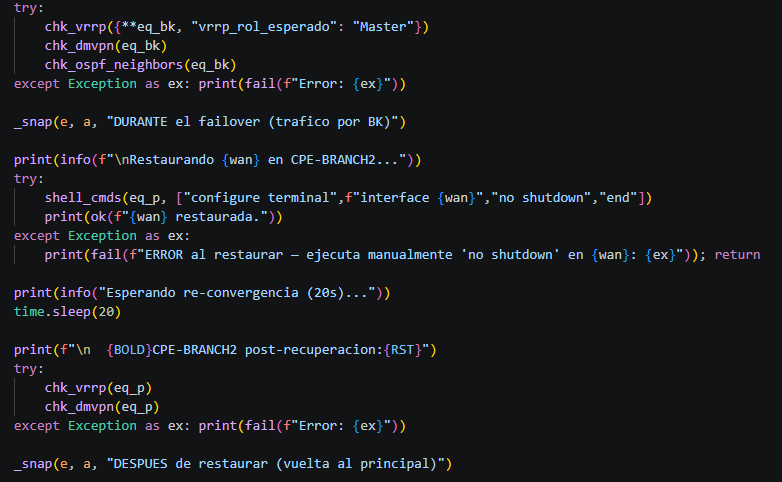 try:
    chk_vrrp({**eq_bk, "vrrp_rol_esperado": "Master"})
    chk_dmvpn(eq_bk)
    chk_ospf_neighbors(eq_bk)
except Exception as ex: print(fail(f"Error: {ex}"))

_snap(e, a, "DURANTE el failover (trafico por BK)")

print(info(f"\nRestaurando {wan} en CPE-BRANCH2..."))
try:
    shell_cmds(eq_p, ["configure terminal",f"interface {wan}","no shutdown","end"])
    print(ok(f"{wan} restaurada."))
except Exception as ex:
    print(fail(f"ERROR al restaurar — ejecuta manualmente 'no shutdown' en {wan}: {ex}")); return

print(info("Esperando re-convergencia (20s)..."))
time.sleep(20)

print(f"\n  {BOLD}CPE-BRANCH2 post-recuperacion:{RST}")
try:
    chk_vrrp(eq_p)
    chk_dmvpn(eq_p)
except Exception as ex: print(fail(f"Error: {ex}"))

_snap(e, a, "DESPUES de restaurar (vuelta al principal)")